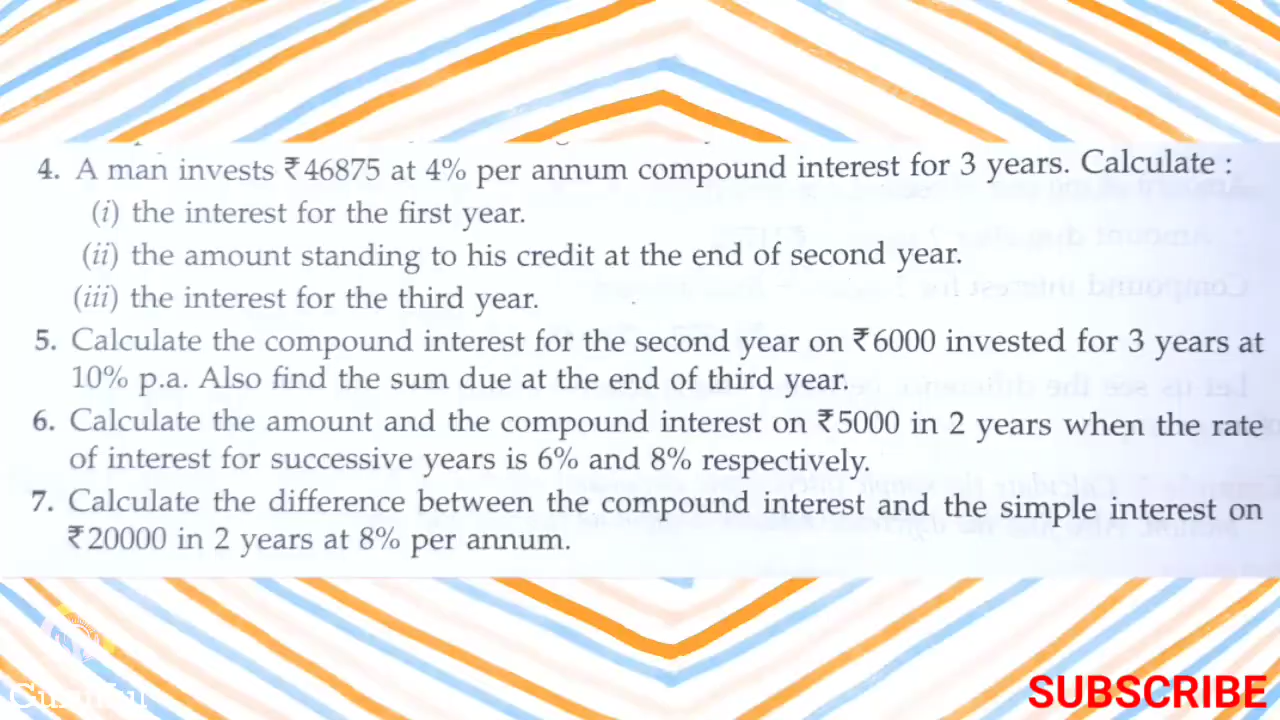 4. A man invests ₹46875 at 4% per annum compound interest for 3 years. Calculate :
(i) the interest for the first year.
(ii) the amount standing to his credit at the end of second year.
(iii) the interest for the third year.
5. Calculate the compound interest for the second year on ₹6000 invested for 3 years at
10% p.a. Also find the sum due at the end of third year.
6. Calculate the amount and the compound interest on ₹5000 in 2 years when the rate
of interest for successive years is 6% and 8% respectively.
7. Calculate the difference between the compound interest and the simple interest on
₹20000 in 2 years at 8% per annum.
SUBSCRIBE